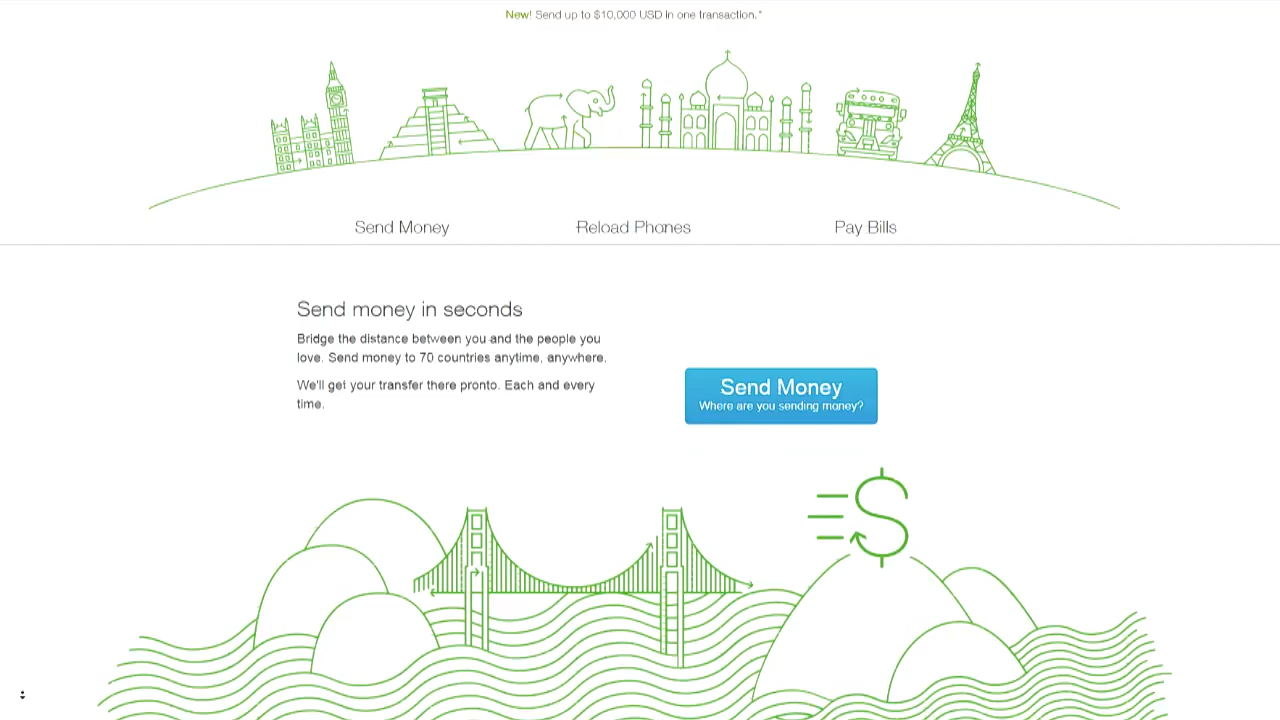 New! Send up to $10,000 USD in one transaction.*
Send Money
Reload Phones
Pay Bills
Send money in seconds
Bridge the distance between you and the people you
love. Send money to 70 countries anytime, anywhere.
We'll get your transfer there pronto. Each and every
time.
Send Money
Where are you sending money?
$